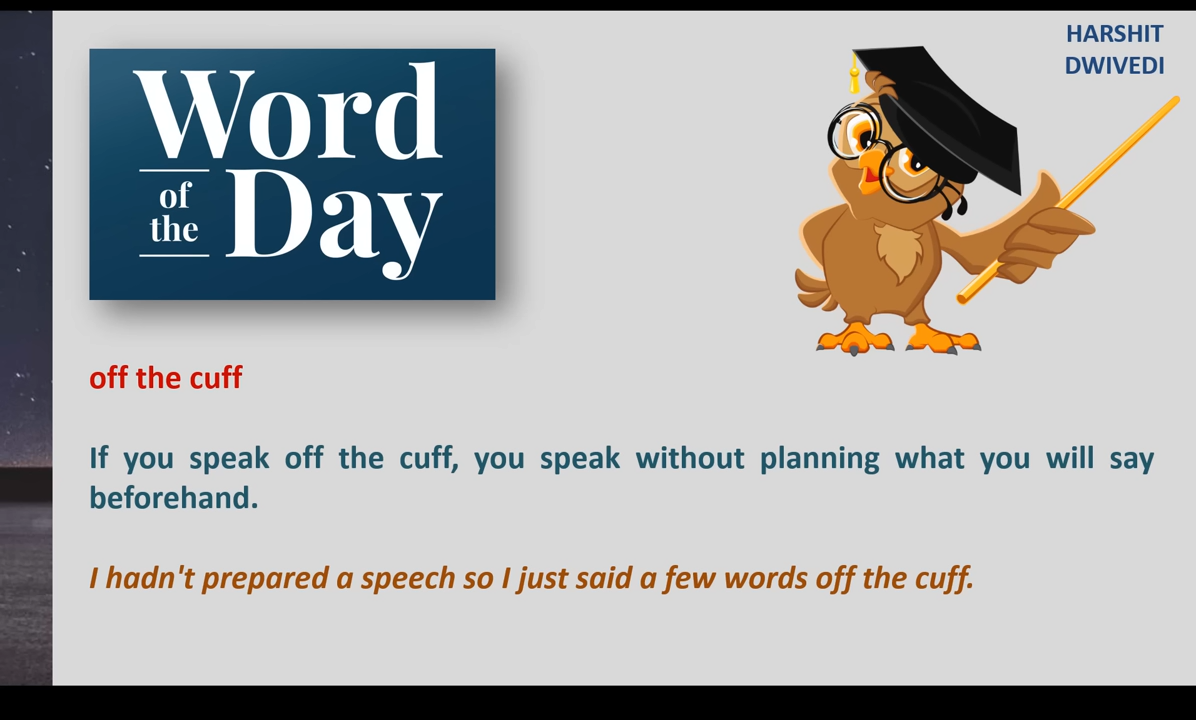 HARSHIT
DWIVEDI
Word
of
the
Day
off the cuff
If you speak off the cuff, you speak without planning what you will say
beforehand.
I hadn't prepared a speech so I just said a few words off the cuff.